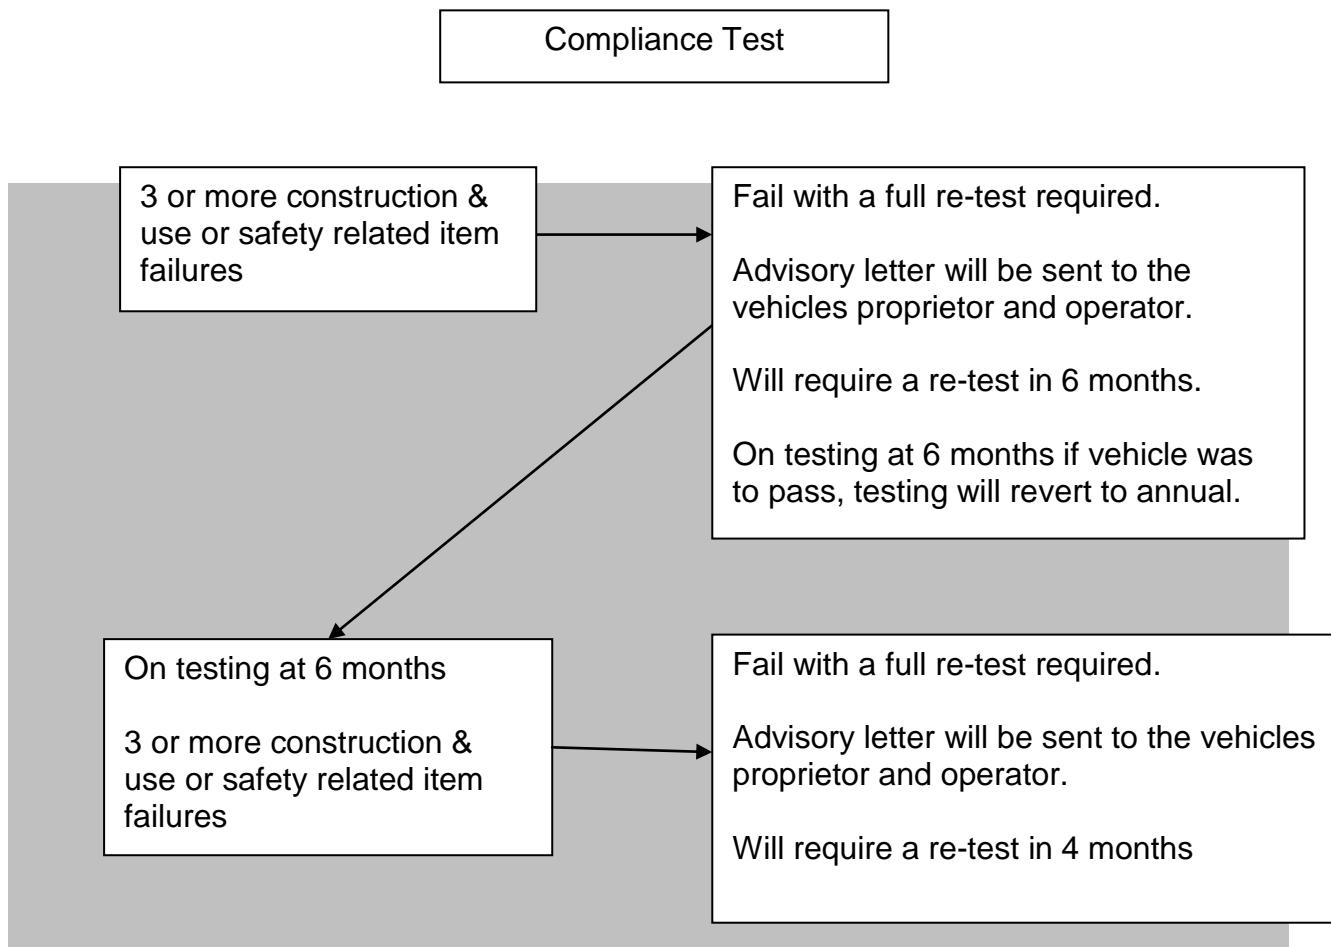 Compliance Test
3 or more construction &
use or safety related item
failures
Fail with a full re-test required.
Advisory letter will be sent to the
vehicles proprietor and operator.
Will require a re-test in 6 months.
On testing at 6 months if vehicle was
to pass, testing will revert to annual.
On testing at 6 months
3 or more construction &
use or safety related item
failures
Fail with a full re-test required.
Advisory letter will be sent to the vehicles
proprietor and operator.
Will require a re-test in 4 months